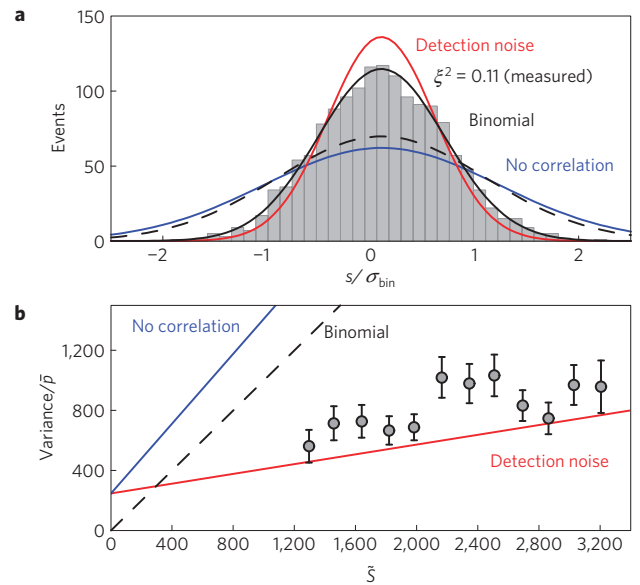 a
150
100
50
0
Events
Detection noise
ξ² = 0.11 (measured)
Binomial
No correlation
−2 −1 0 1 2
s/σ_bin
b
1,200
800
400
0
Variance/p̄
No correlation
Binomial
Detection noise
0 400 800 1,200 1,600 2,000 2,400 2,800 3,200
S̃